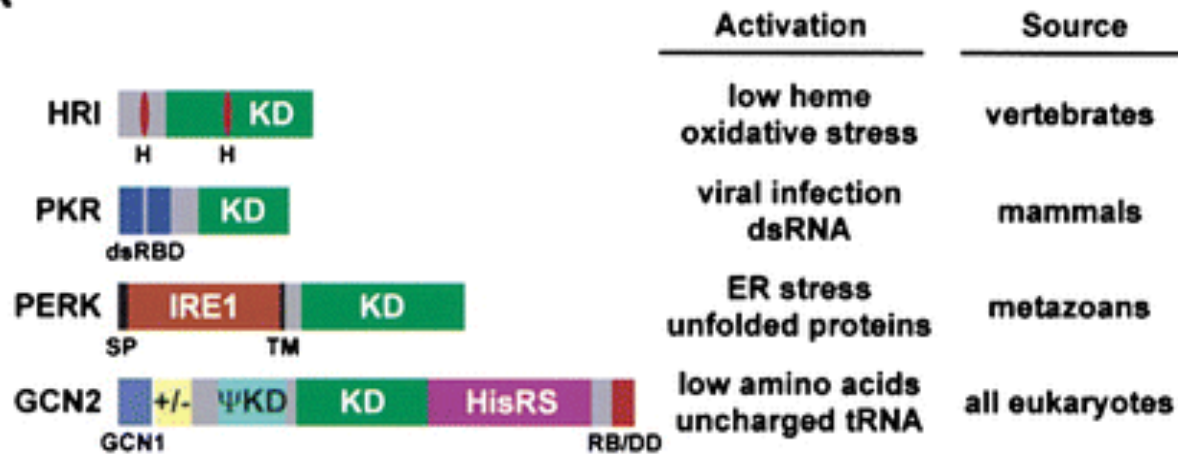 Activation Source
HRI KD low heme oxidative stress vertebrates
H H
PKR KD viral infection dsRNA mammals
dsRBD
PERK IRE1 KD ER stress unfolded proteins metazoans
SP TM
GCN2 +/- ΨKD KD HisRS low amino acids uncharged tRNA all eukaryotes
GCN1 RB/DD